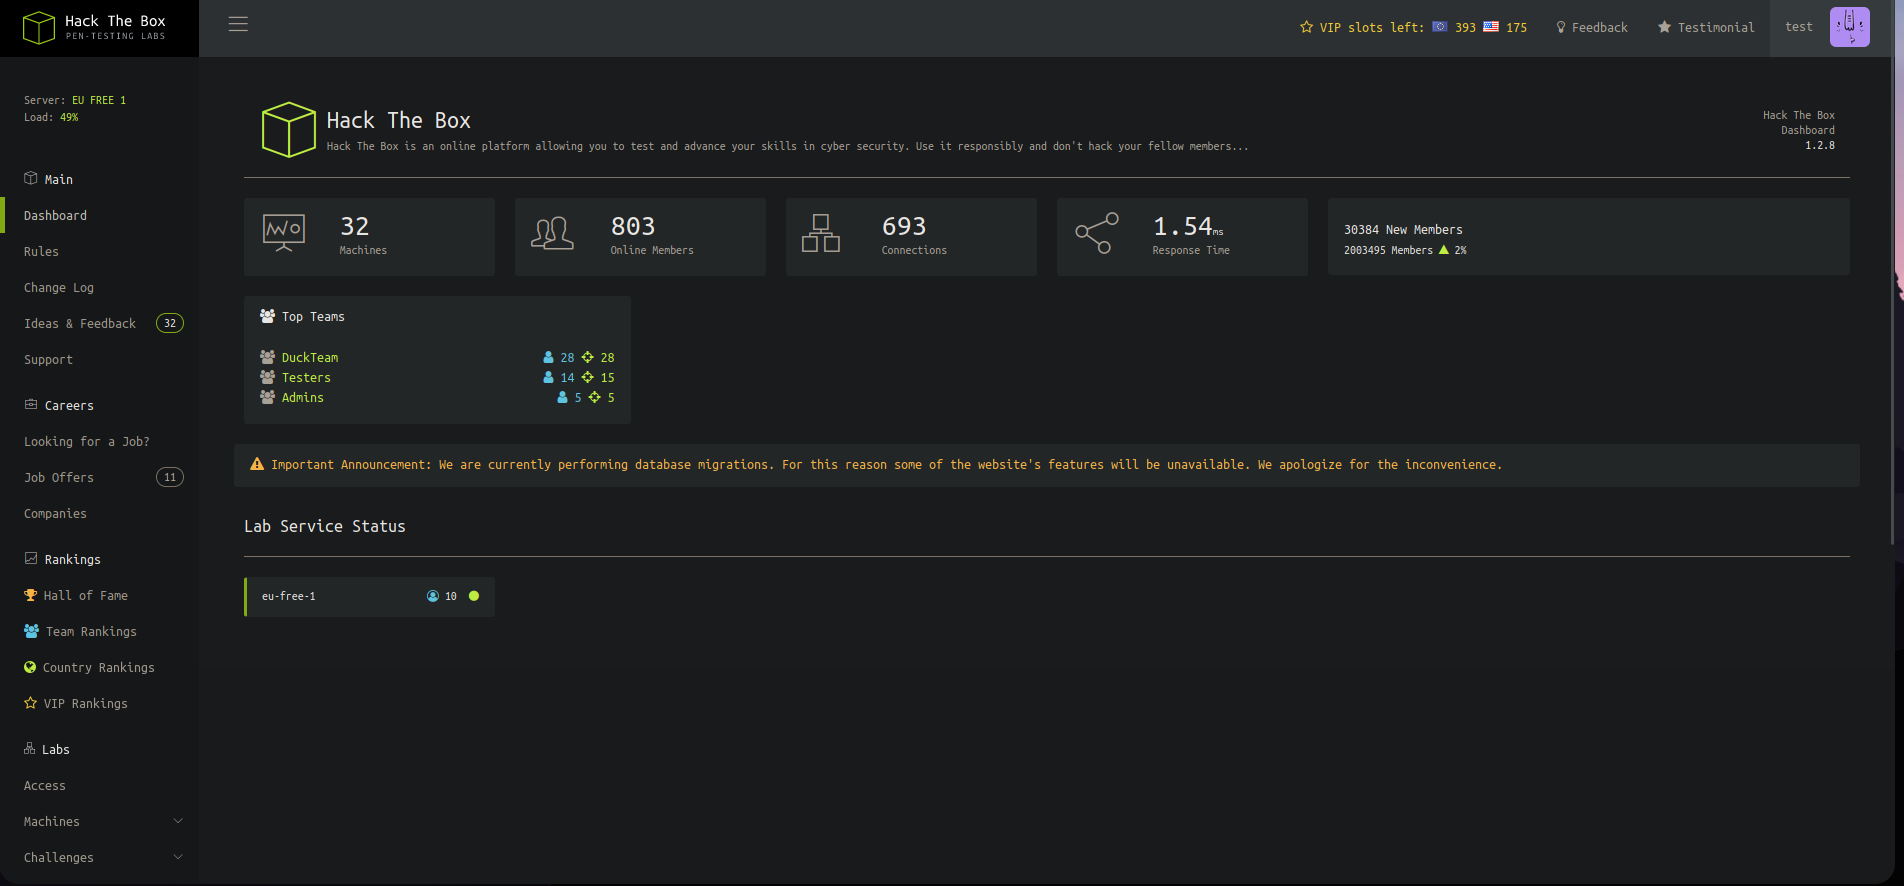 Hack The Box
PEN-TESTING LABS
VIP slots left: 393 175
Feedback
Testimonial
test
Server: EU FREE 1
Load: 49%
Main
Dashboard
Rules
Change Log
Ideas & Feedback 32
Support
Careers
Looking for a Job?
Job Offers 11
Companies
Rankings
Hall of Fame
Team Rankings
Country Rankings
VIP Rankings
Labs
Access
Machines
Challenges
Hack The Box
Hack The Box is an online platform allowing you to test and advance your skills in cyber security. Use it responsibly and don't hack your fellow members...
Hack The Box
Dashboard
1.2.8
32
Machines
803
Online Members
693
Connections
1.54ms
Response Time
30384 New Members
2003495 Members 2%
Top Teams
DuckTeam 28 28
Testers 14 15
Admins 5 5
Important Announcement: We are currently performing database migrations. For this reason some of the website's features will be unavailable. We apologize for the inconvenience.
Lab Service Status
eu-free-1 10